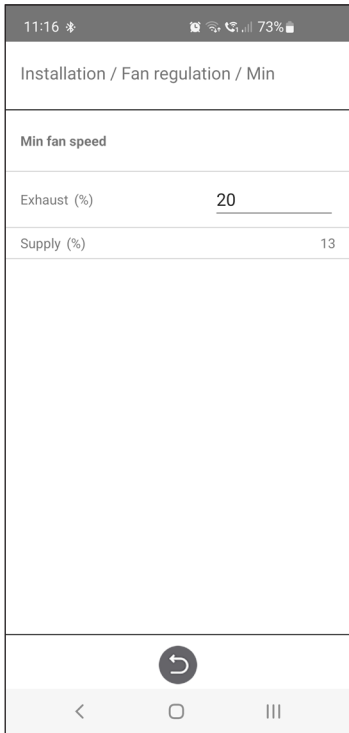 11:16 73%
Installation / Fan regulation / Min
Min fan speed
Exhaust (%) 20
Supply (%) 13